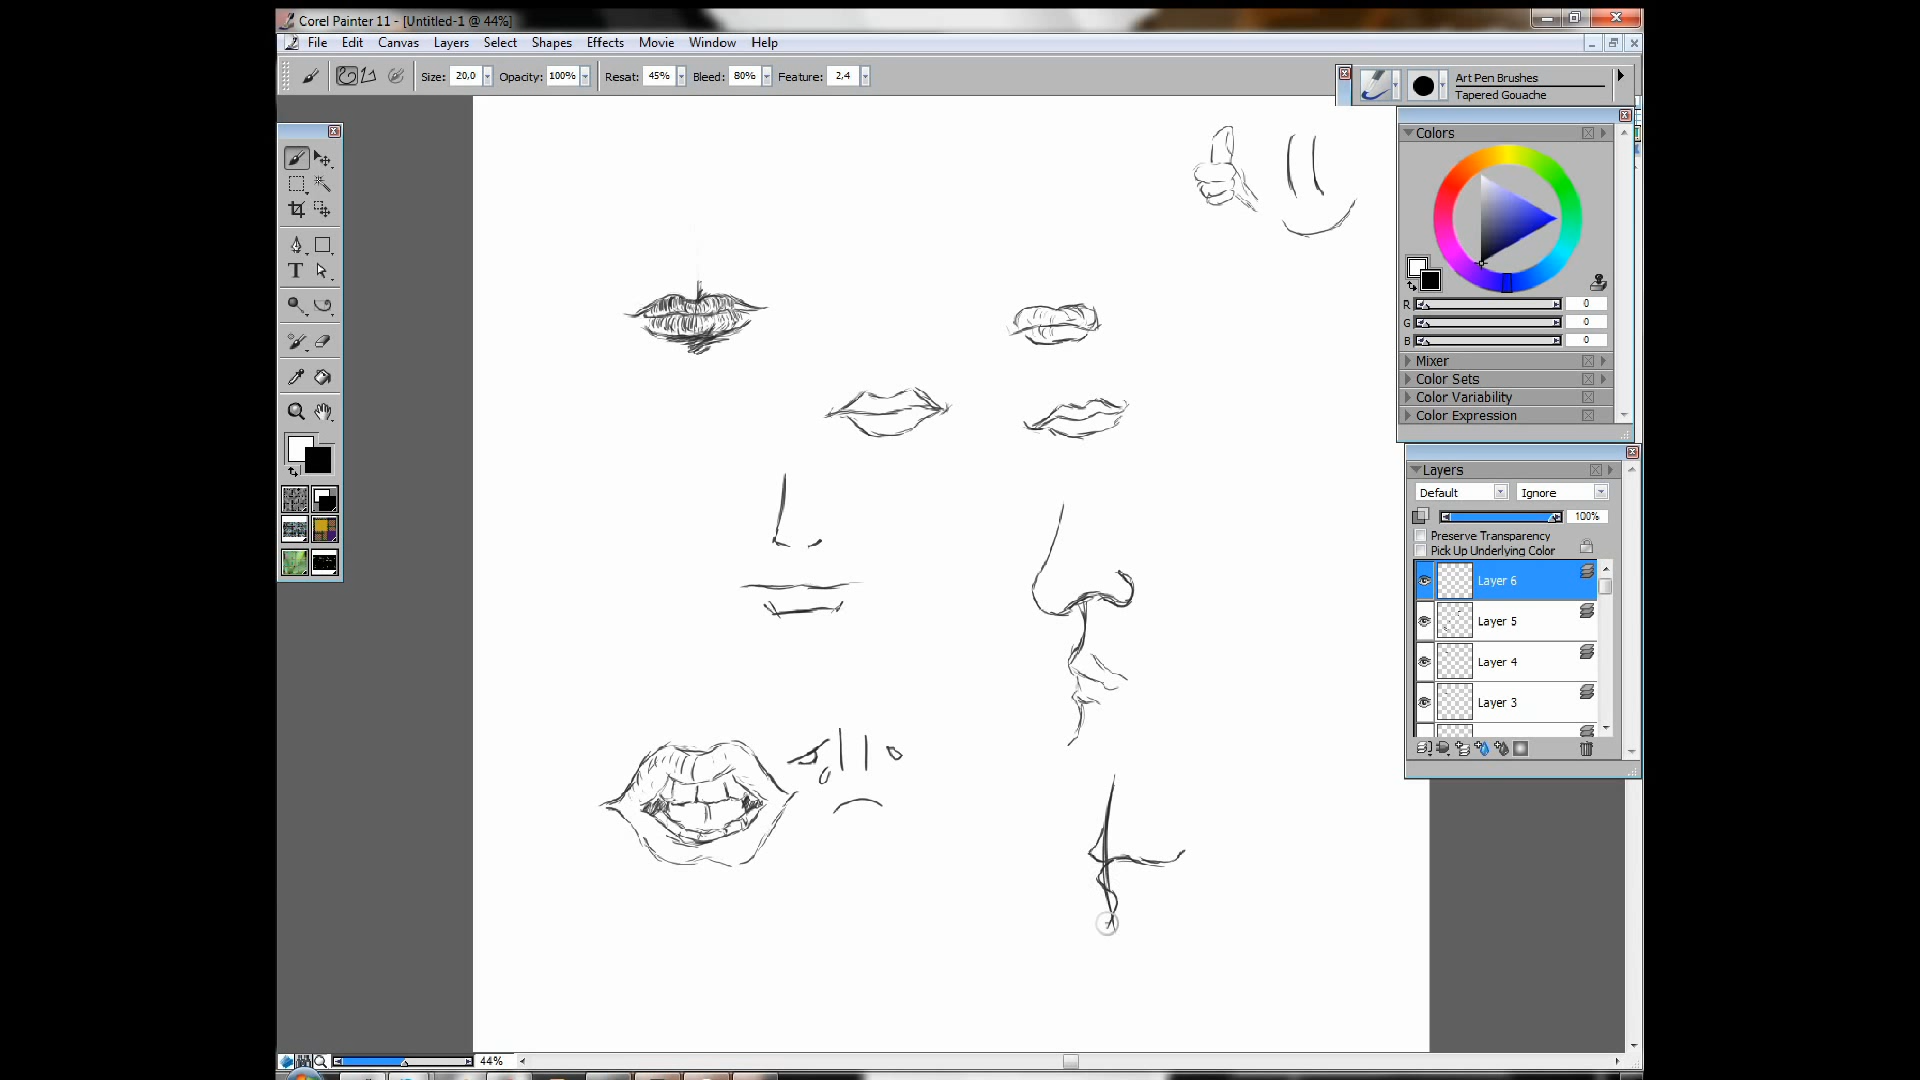 Corel Painter 11 - [Untitled-1 @ 44%]
File Edit Canvas Layers Select Shapes Effects Movie Window Help
Size: 20,0 Opacity: 100% Resat: 45% Bleed: 80% Feature: 2,4
Art Pen Brushes
Tapered Gouache
Colors
R 0
G 0
B 0
Mixer
Color Sets
Color Variability
Color Expression
Layers
Default Ignore
100%
Preserve Transparency
Pick Up Underlying Color
Layer 6
Layer 5
Layer 4
Layer 3
T
44%